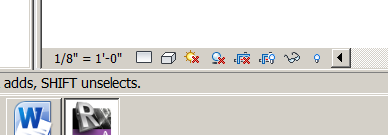 1/8" = 1'-0"
adds, SHIFT unselects.
W
R